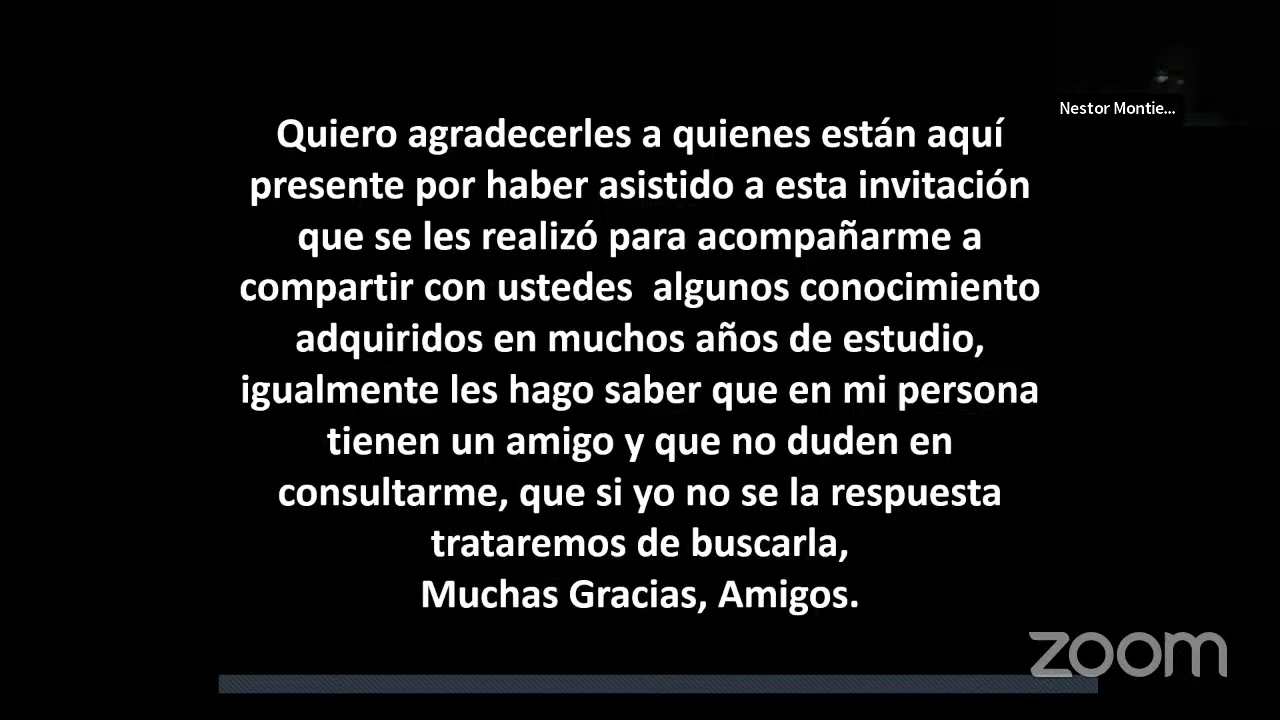 Nestor Montie...
Quiero agradecerles a quienes están aquí
presente por haber asistido a esta invitación
que se les realizó para acompañarme a
compartir con ustedes  algunos conocimiento
adquiridos en muchos años de estudio,
igualmente les hago saber que en mi persona
tienen un amigo y que no duden en
consultarme, que si yo no se la respuesta
trataremos de buscarla,
Muchas Gracias, Amigos.
zoom